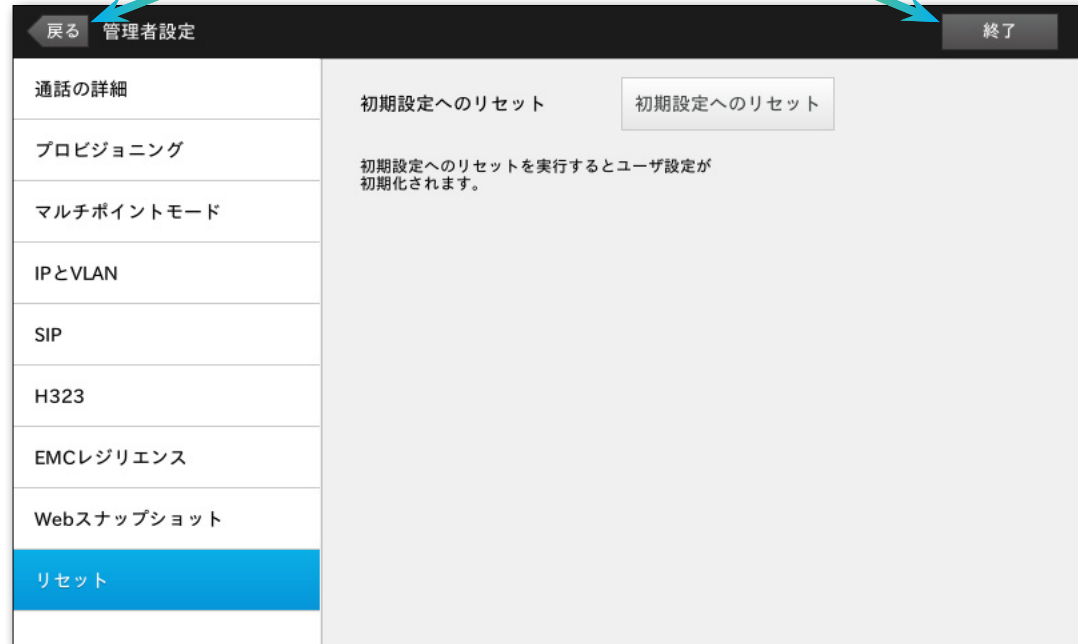 戻る 管理者設定 終了
通話の詳細
プロビジョニング
マルチポイントモード
IPとVLAN
SIP
H323
EMCレジリエンス
Webスナップショット
リセット
初期設定へのリセット 初期設定へのリセット
初期設定へのリセットを実行するとユーザ設定が
初期化されます。